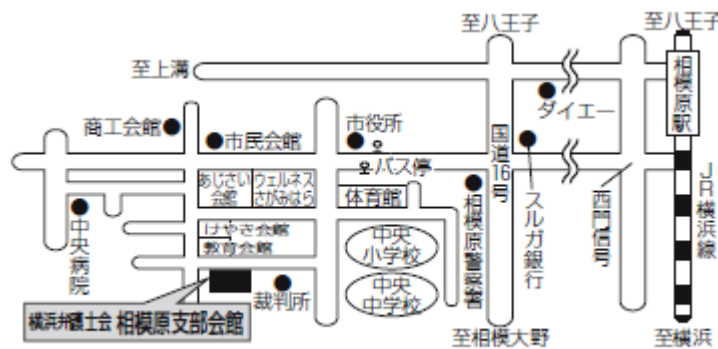 至八王子
至八王子
至上溝
相模原駅
ダイエー
商工会館
市民会館
市役所
バス停
国道16号
スルガ銀行
西門信号
JR横浜線
あじさい
会館
ウェルネス
さがみはら
体育館
中央病院
けやき会館
教育会館
中央
小学校
相模原警察署
裁判所
中央
中学校
横浜弁護士会 相模原支部会館
至相模大野
至横浜